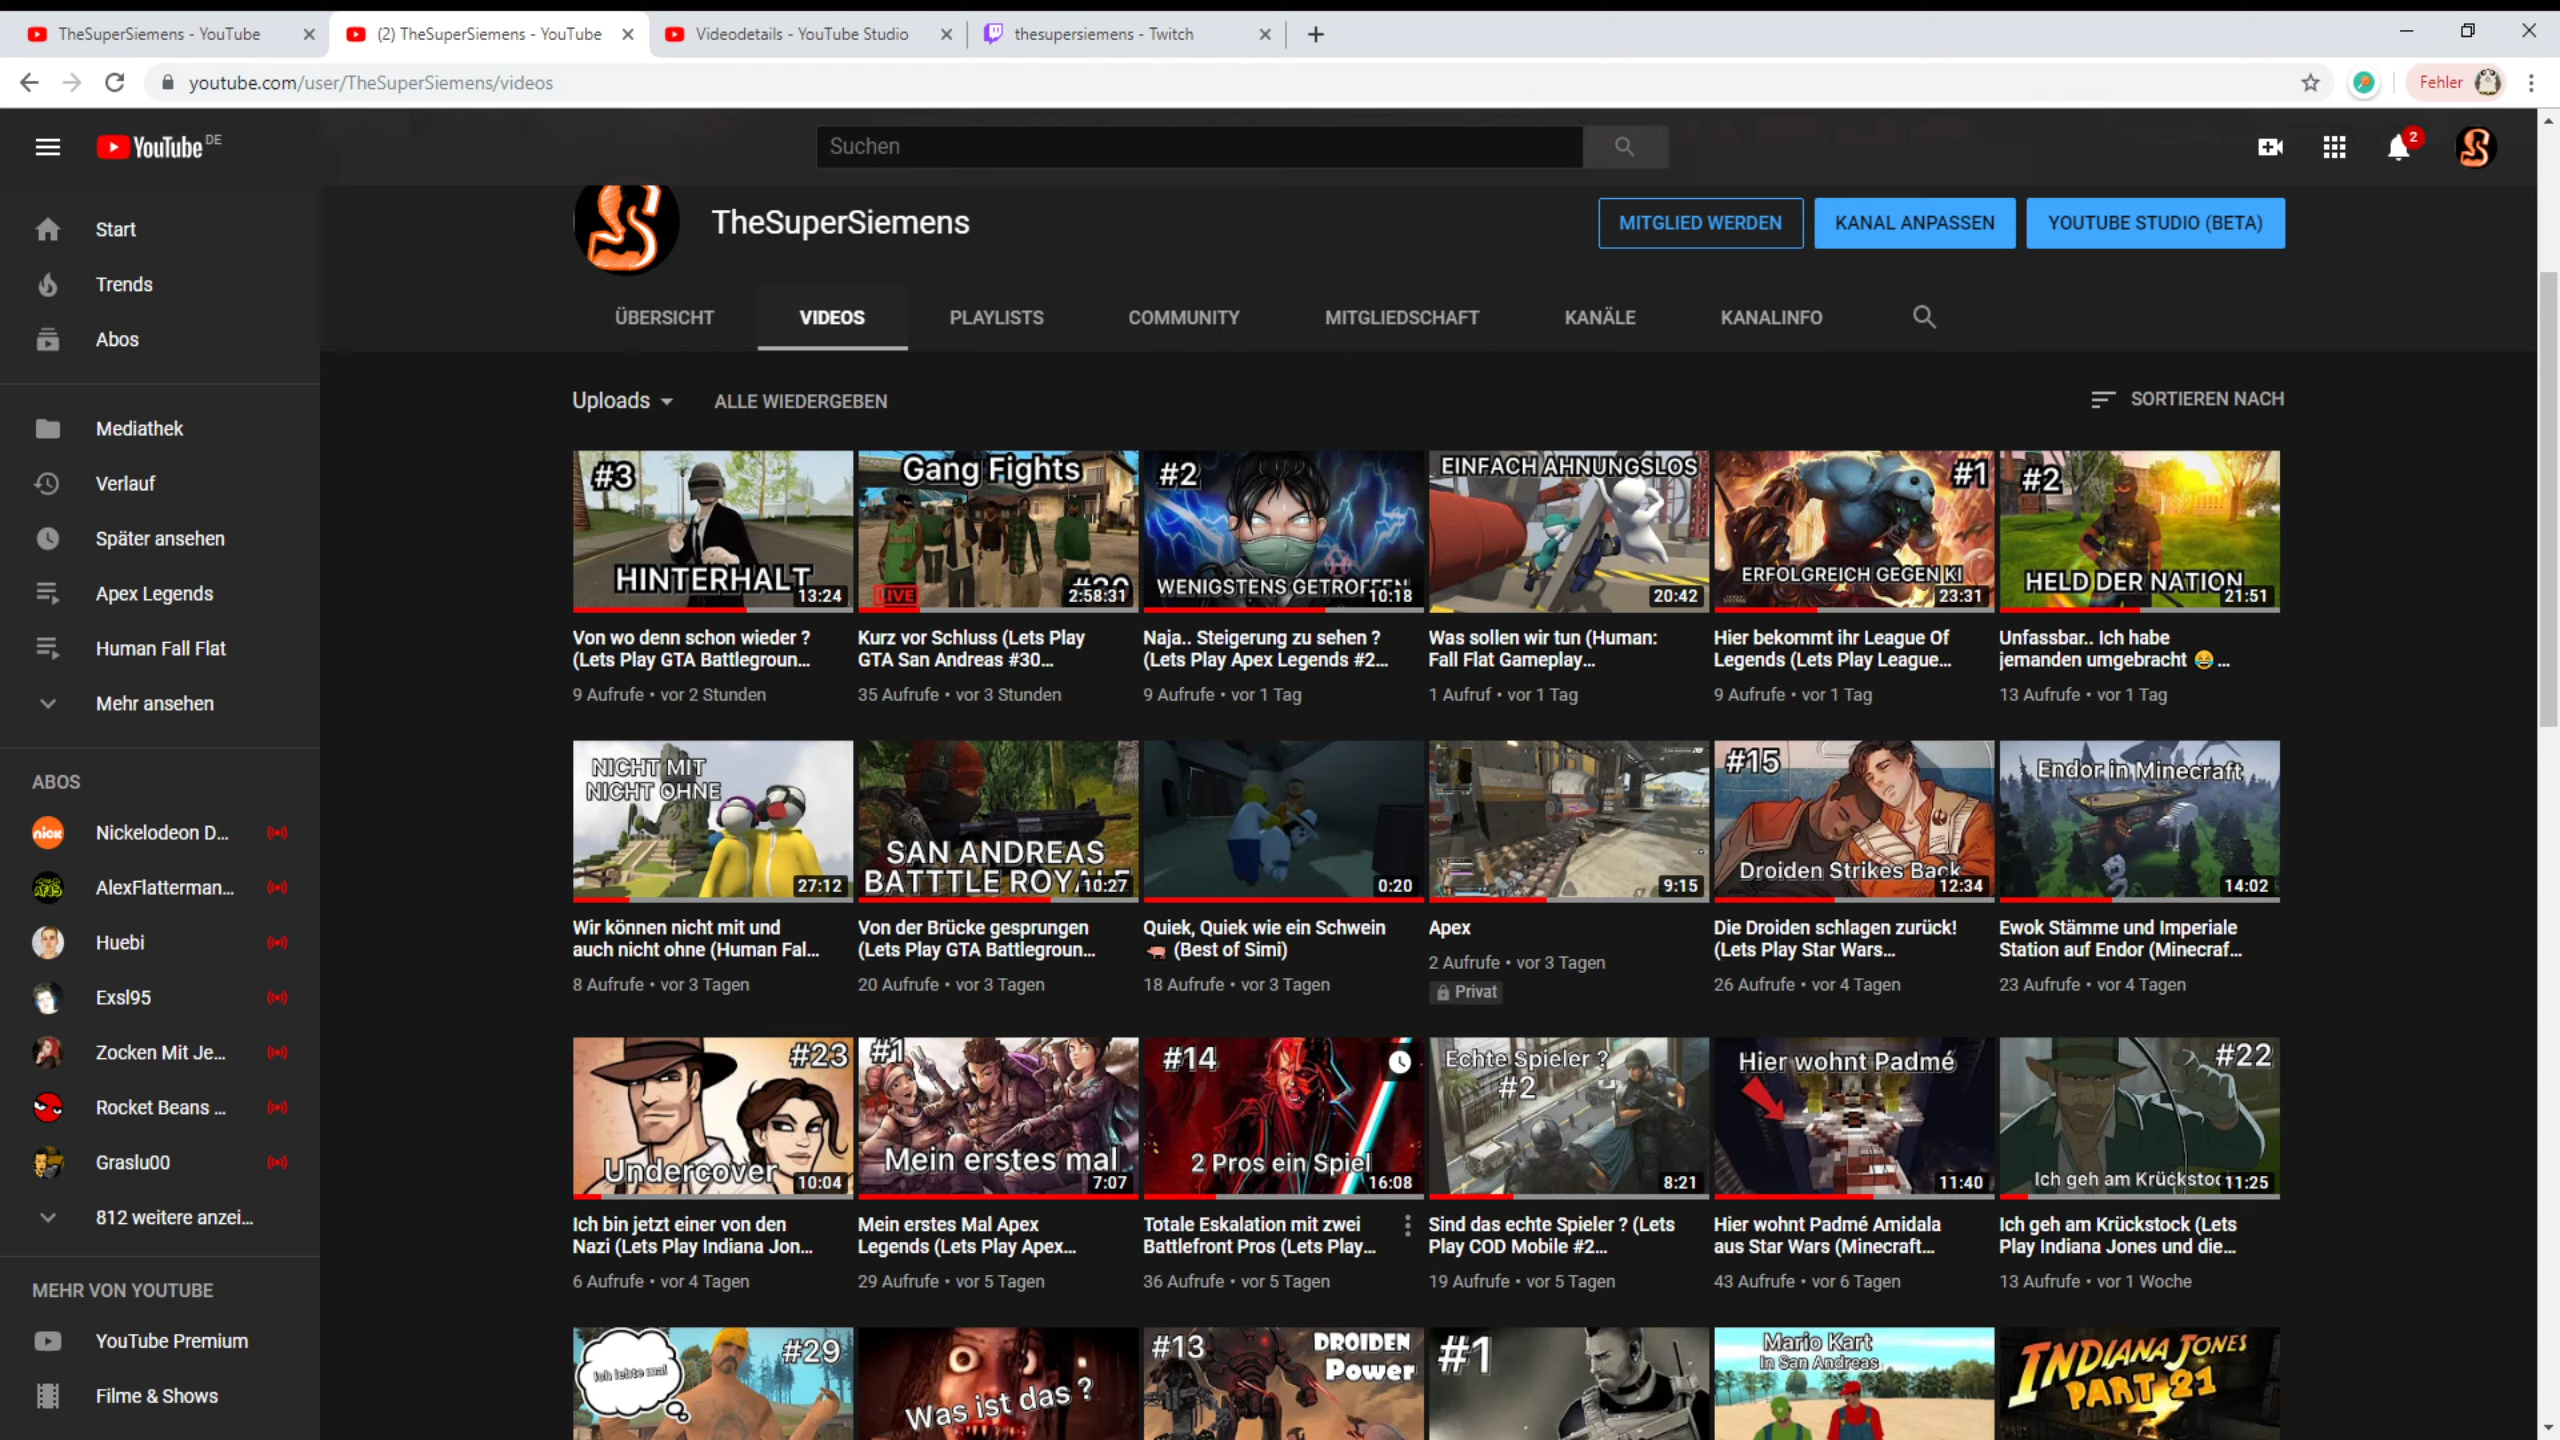 TheSuperSiemens - YouTube
(2) TheSuperSiemens - YouTube
Videodetails - YouTube Studio
thesupersiemens - Twitch
youtube.com/user/TheSuperSiemens/videos
Fehler
YouTube DE
Suchen
2
Start
Trends
Abos
Mediathek
Verlauf
Später ansehen
Apex Legends
Human Fall Flat
Mehr ansehen
ABOS
nick
Nickelodeon D...
AlexFlatterman...
Huebi
Exsl95
Zocken Mit Je...
Rocket Beans ...
Graslu00
812 weitere anzei...
MEHR VON YOUTUBE
YouTube Premium
Filme & Shows
TheSuperSiemens
MITGLIED WERDEN
KANAL ANPASSEN
YOUTUBE STUDIO (BETA)
ÜBERSICHT
VIDEOS
PLAYLISTS
COMMUNITY
MITGLIEDSCHAFT
KANÄLE
KANALINFO
Uploads
ALLE WIEDERGEBEN
SORTIEREN NACH
#3
HINTERHALT
13:24
Von wo denn schon wieder ?
(Lets Play GTA Battlegroun...
9 Aufrufe • vor 2 Stunden
Gang Fights
LIVE
#30
2:58:31
Kurz vor Schluss (Lets Play
GTA San Andreas #30...
35 Aufrufe • vor 3 Stunden
#2
WENIGSTENS GETROFFEN
10:18
Naja.. Steigerung zu sehen ?
(Lets Play Apex Legends #2...
9 Aufrufe • vor 1 Tag
EINFACH AHNUNGSLOS
20:42
Was sollen wir tun (Human:
Fall Flat Gameplay...
1 Aufruf • vor 1 Tag
#1
ERFOLGREICH GEGEN KI
23:31
Hier bekommt ihr League Of
Legends (Lets Play League...
9 Aufrufe • vor 1 Tag
#2
HELD DER NATION
21:51
Unfassbar.. Ich habe
jemanden umgebracht 😂 ...
13 Aufrufe • vor 1 Tag
NICHT MIT
NICHT OHNE
27:12
Wir können nicht mit und
auch nicht ohne (Human Fal...
8 Aufrufe • vor 3 Tagen
SAN ANDREAS
BATTTLE ROYALE
10:27
Von der Brücke gesprungen
(Lets Play GTA Battlegroun...
20 Aufrufe • vor 3 Tagen
0:20
Quiek, Quiek wie ein Schwein
🐖 (Best of Simi)
18 Aufrufe • vor 3 Tagen
9:15
Apex
2 Aufrufe • vor 3 Tagen
Privat
#15
Droiden Strikes Back
12:34
Die Droiden schlagen zurück!
(Lets Play Star Wars...
26 Aufrufe • vor 4 Tagen
Endor in Minecraft
14:02
Ewok Stämme und Imperiale
Station auf Endor (Minecraf...
23 Aufrufe • vor 4 Tagen
#23
Undercover
10:04
Ich bin jetzt einer von den
Nazi (Lets Play Indiana Jon...
6 Aufrufe • vor 4 Tagen
#1
Mein erstes mal
7:07
Mein erstes Mal Apex
Legends (Lets Play Apex...
29 Aufrufe • vor 5 Tagen
#14
2 Pros ein Spiel
16:08
Totale Eskalation mit zwei
Battlefront Pros (Lets Play...
36 Aufrufe • vor 5 Tagen
Echte Spieler ?
#2
8:21
Sind das echte Spieler ? (Lets
Play COD Mobile #2...
19 Aufrufe • vor 5 Tagen
Hier wohnt Padmé
11:40
Hier wohnt Padmé Amidala
aus Star Wars (Minecraft...
43 Aufrufe • vor 6 Tagen
#22
Ich geh am Krückstoc
11:25
Ich geh am Krückstock (Lets
Play Indiana Jones und die...
13 Aufrufe • vor 1 Woche
Ich lebte mal
#29
Was ist das ?
#13
DROIDEN
Power
#1
Mario Kart
In San Andreas
INDIANA JONES
PART 21